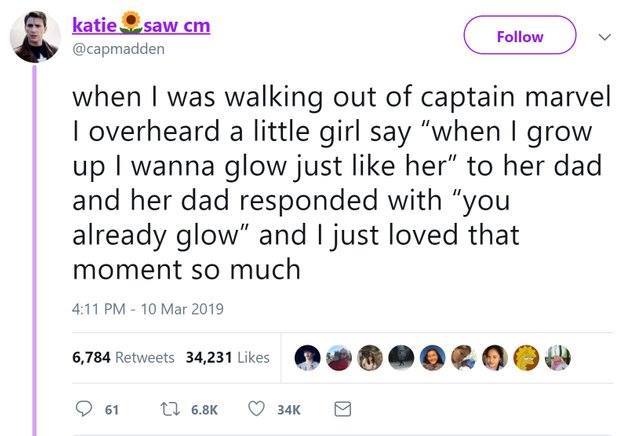 katie🌻saw cm
@capmadden
Follow
when I was walking out of captain marvel
I overheard a little girl say “when I grow
up I wanna glow just like her” to her dad
and her dad responded with “you
already glow” and I just loved that
moment so much
4:11 PM - 10 Mar 2019
6,784 Retweets 34,231 Likes
61 6.8K 34K